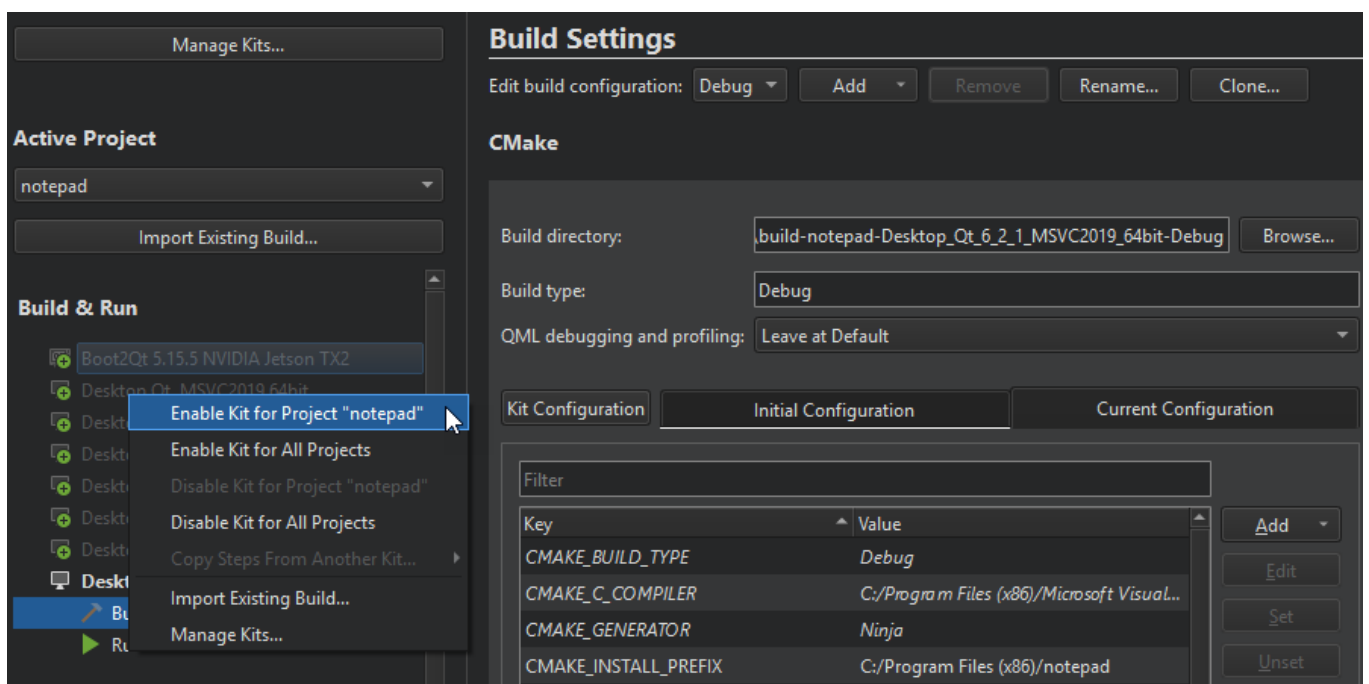 Manage Kits...
Active Project
notepad
Import Existing Build...
Build & Run
Boot2Qt 5.15.5 NVIDIA Jetson TX2
Desktop Qt MSVC2019 64bit
Enable Kit for Project "notepad"
Enable Kit for All Projects
Disable Kit for Project "notepad"
Disable Kit for All Projects
Copy Steps From Another Kit...
Import Existing Build...
Manage Kits...
Build Settings
Edit build configuration: Debug Add Remove Rename... Clone...
CMake
Build directory: \build-notepad-Desktop_Qt_6_2_1_MSVC2019_64bit-Debug Browse...
Build type: Debug
QML debugging and profiling: Leave at Default
Kit Configuration Initial Configuration Current Configuration
Filter
Key Value Add
CMAKE_BUILD_TYPE Debug
Edit
CMAKE_C_COMPILER C:/Program Files (x86)/Microsoft Visual...
Set
CMAKE_GENERATOR Ninja
CMAKE_INSTALL_PREFIX C:/Program Files (x86)/notepad
Unset